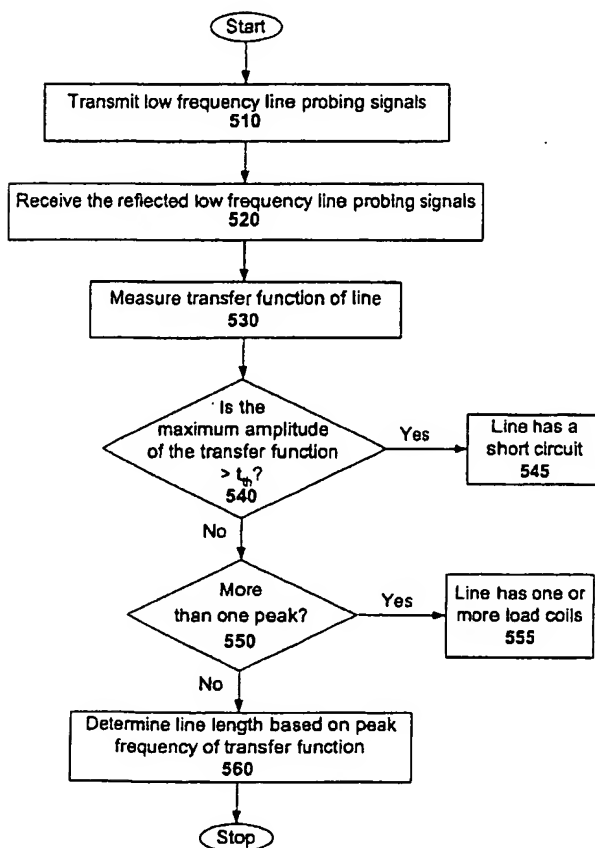 Start
Transmit low frequency line probing signals
510
Receive the reflected low frequency line probing signals
520
Measure transfer function of line
530
Is the
maximum amplitude
of the transfer function
> t_th?
540
Yes
Line has a
short circuit
545
No
More
than one peak?
550
Yes
Line has one or
more load coils
555
No
Determine line length based on peak
frequency of transfer function
560
Stop